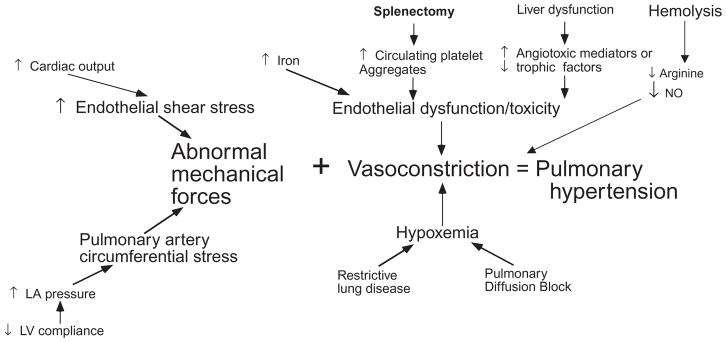 Splenectomy
Liver dysfunction
Hemolysis
↑ Cardiac output
↑ Iron
↑ Circulating platelet
Aggregates
↑ Angiotoxic mediators or
↓ trophic factors
↓ Arginine
↓ NO
↑ Endothelial shear stress
Endothelial dysfunction/toxicity
Abnormal
mechanical
forces
+ Vasoconstriction = Pulmonary
hypertension
Pulmonary artery
circumferential stress
Hypoxemia
Restrictive
lung disease
Pulmonary
Diffusion Block
↑ LA pressure
↓ LV compliance